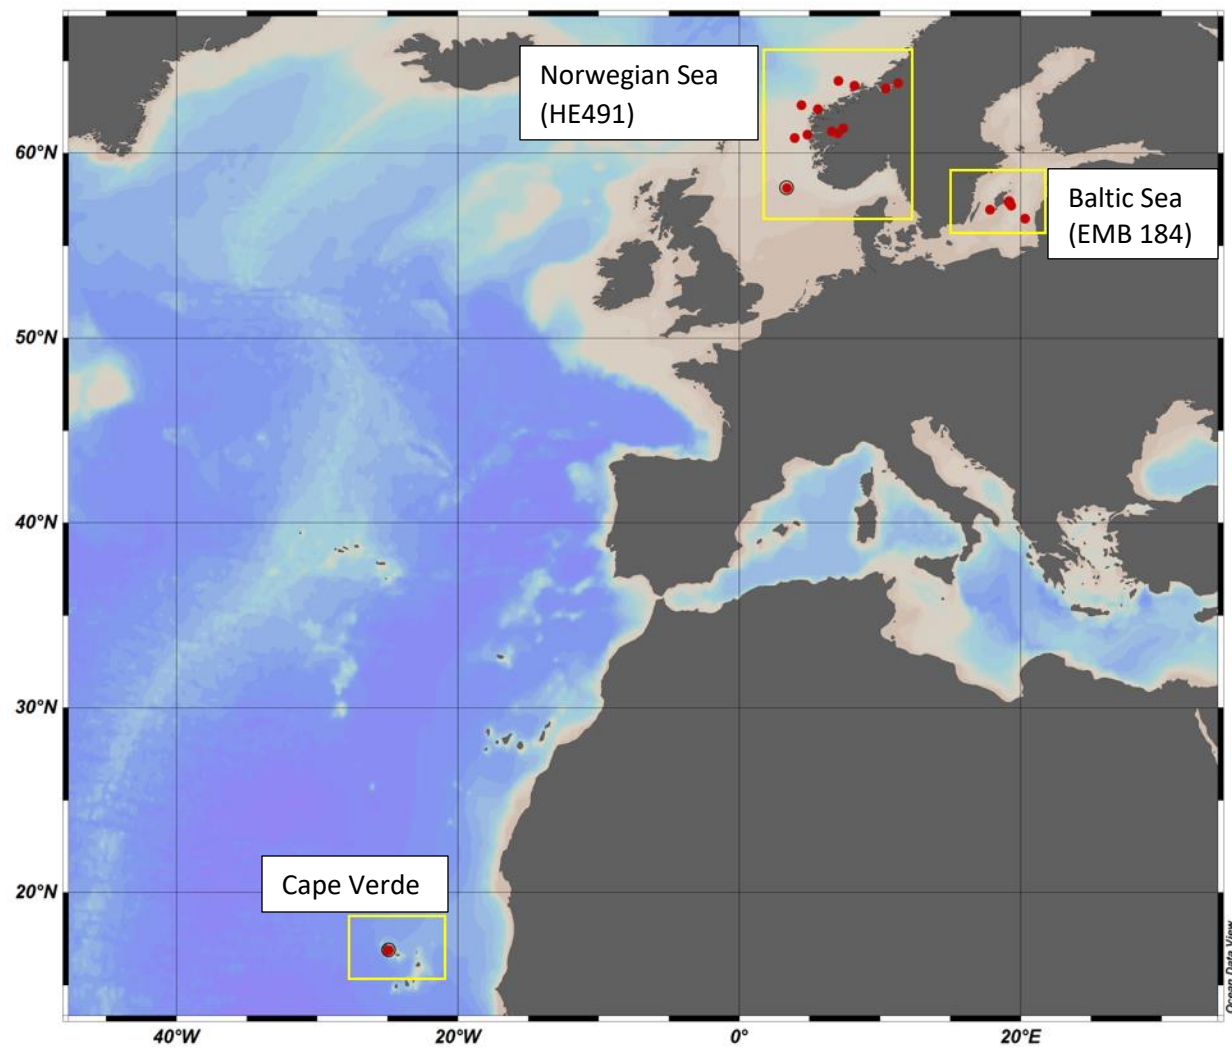 Norwegian Sea
(HE491)
60°N
Baltic Sea
(EMB 184)
50°N
40°N
30°N
Cape Verde
20°N
Ocean Data View
40°W
20°W
0°
20°E